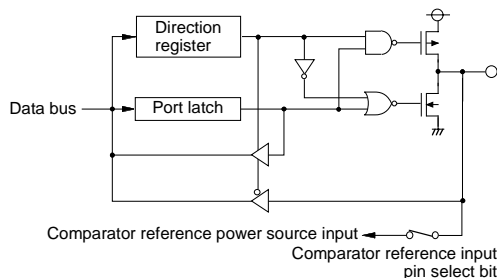 Direction
register
Data bus
Port latch
Comparator reference power source input
Comparator reference input
pin select bit